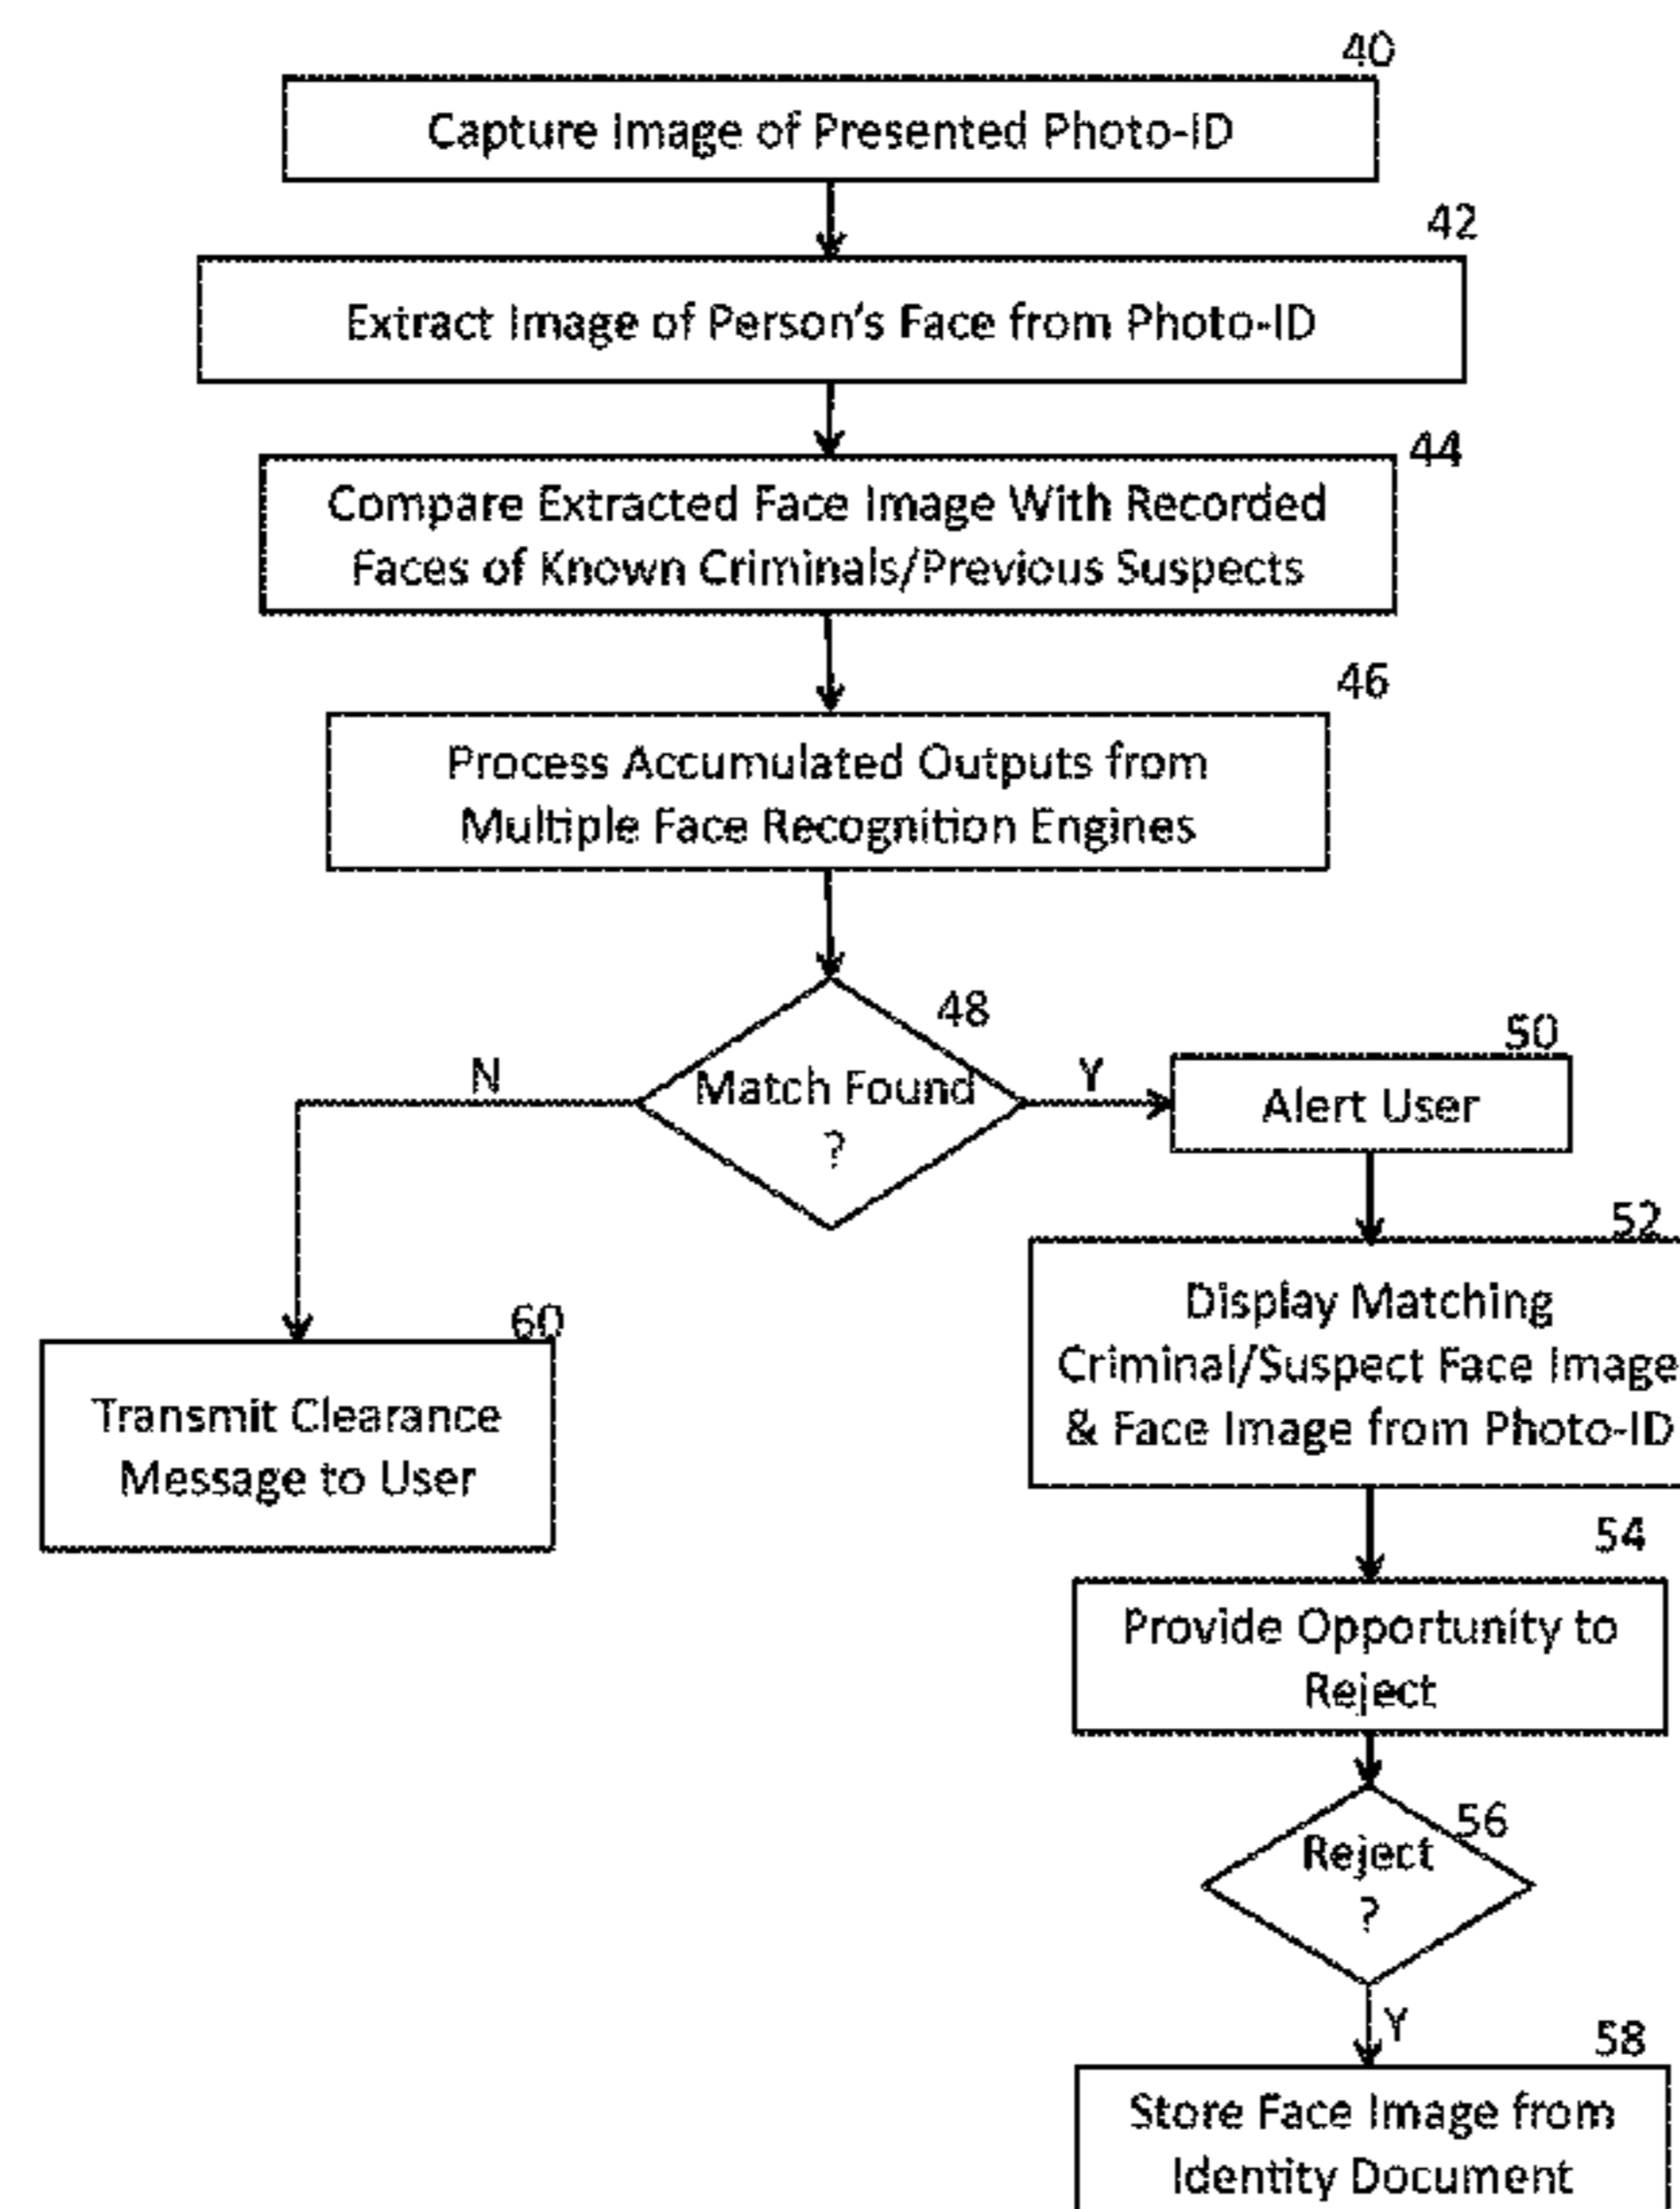 40
Capture Image of Presented Photo-ID
42
Extract Image of Person's Face from Photo-ID
44
Compare Extracted Face Image With Recorded
Faces of Known Criminals/Previous Suspects
46
Process Accumulated Outputs from
Multiple Face Recognition Engines
48
Match Found
?
N
Y
50
Alert User
52
Display Matching
Criminal/Suspect Face Image
& Face Image from Photo-ID
60
Transmit Clearance
Message to User
54
Provide Opportunity to
Reject
56
Reject
?
Y
58
Store Face Image from
Identity Document